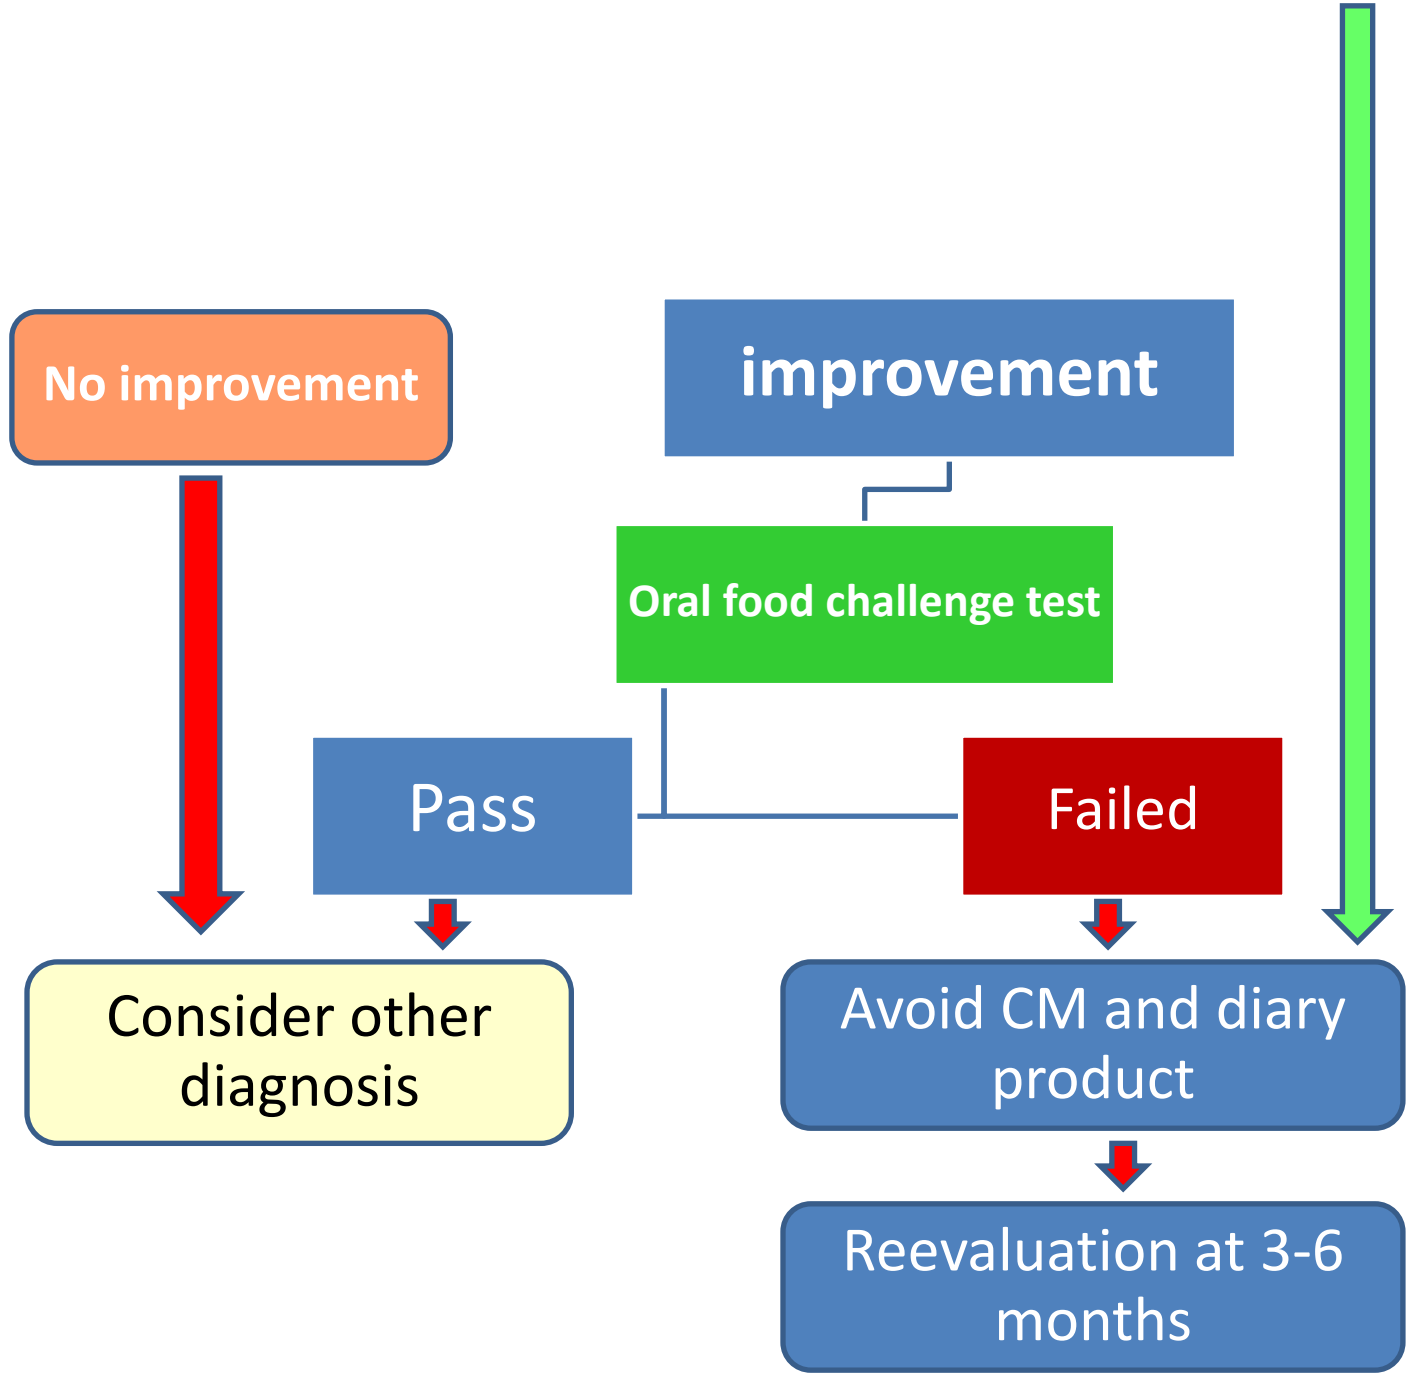 No improvement
improvement
Oral food challenge test
Pass
Failed
Consider other
diagnosis
Avoid CM and diary
product
Reevaluation at 3-6
months